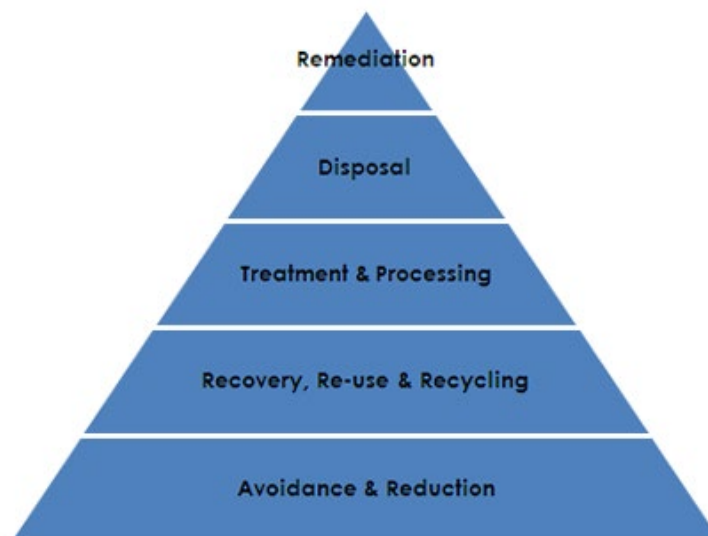 Remediation
Disposal
Treatment & Processing
Recovery, Re-use & Recycling
Avoidance & Reduction